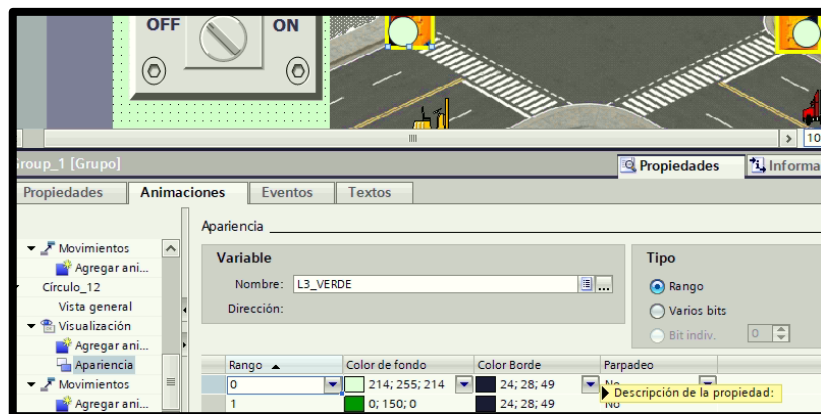 OFF ON
10
Group_1 [Grupo] Propiedades Informa
Propiedades Animaciones Eventos Textos
Apariencia
Movimientos
Agregar ani...
Círculo_12
Vista general
Visualización
Agregar ani...
Apariencia
Movimientos
Agregar ani...
Variable
Nombre: L3_VERDE ...
Dirección:
Tipo
Rango
Varios bits
Bit indiv. 0
Rango Color de fondo Color Borde Parpadeo
0 214; 255; 214 24; 28; 49 No
1 0; 150; 0 24; 28; 49 No
Descripción de la propiedad: